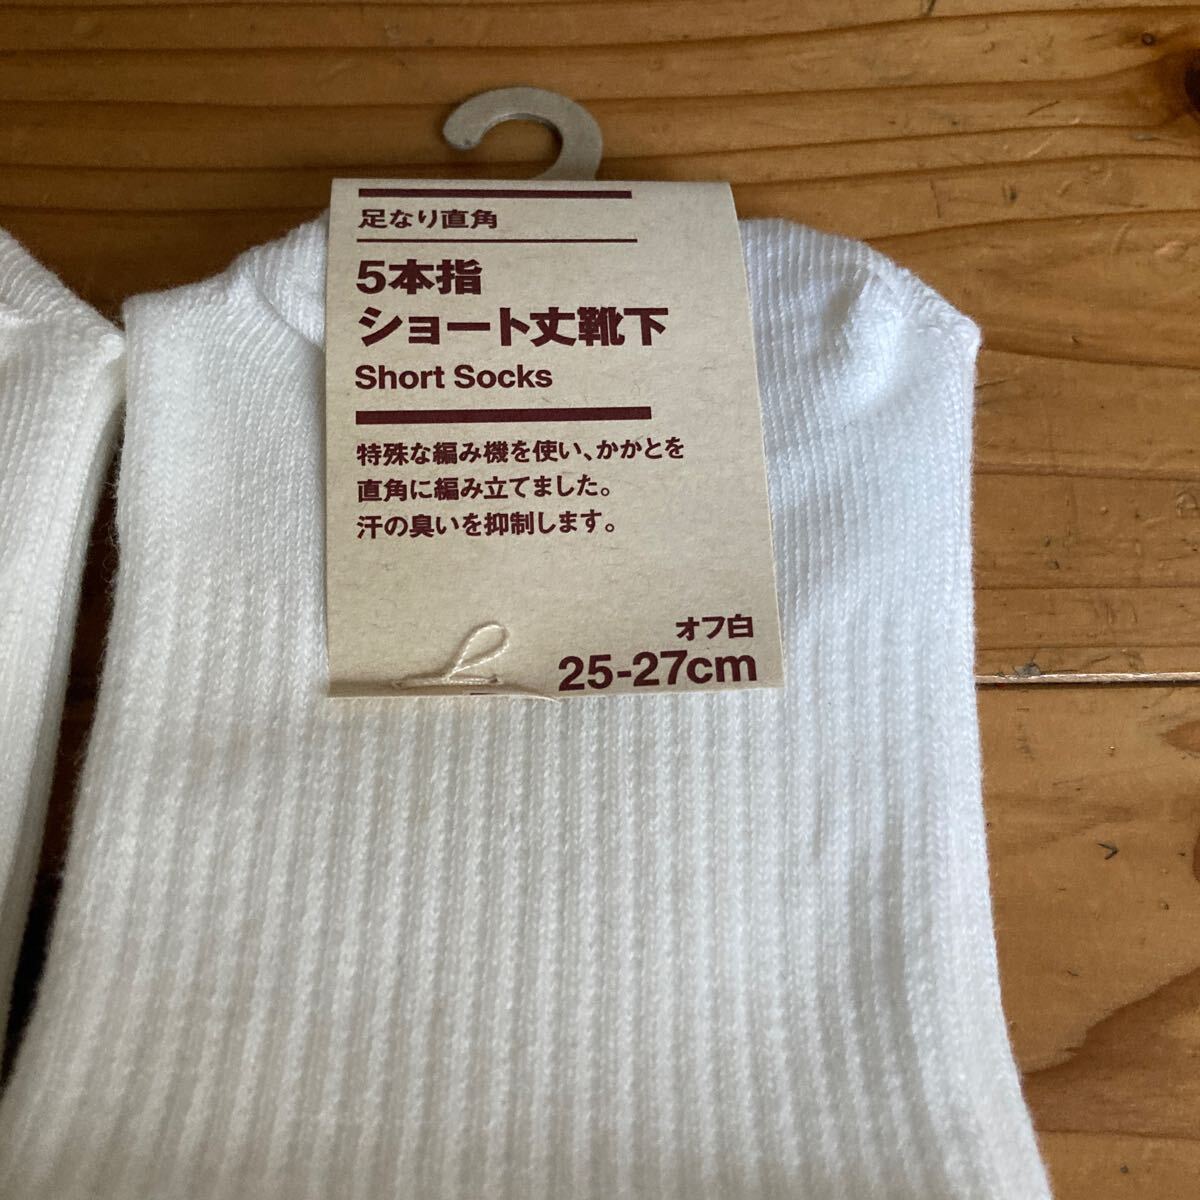 足なり直角
5本指
ショート丈靴下
Short Socks
特殊な編み機を使い、かかとを
直角に編み立てました。
汗の臭いを抑制します。
オフ白
25-27cm